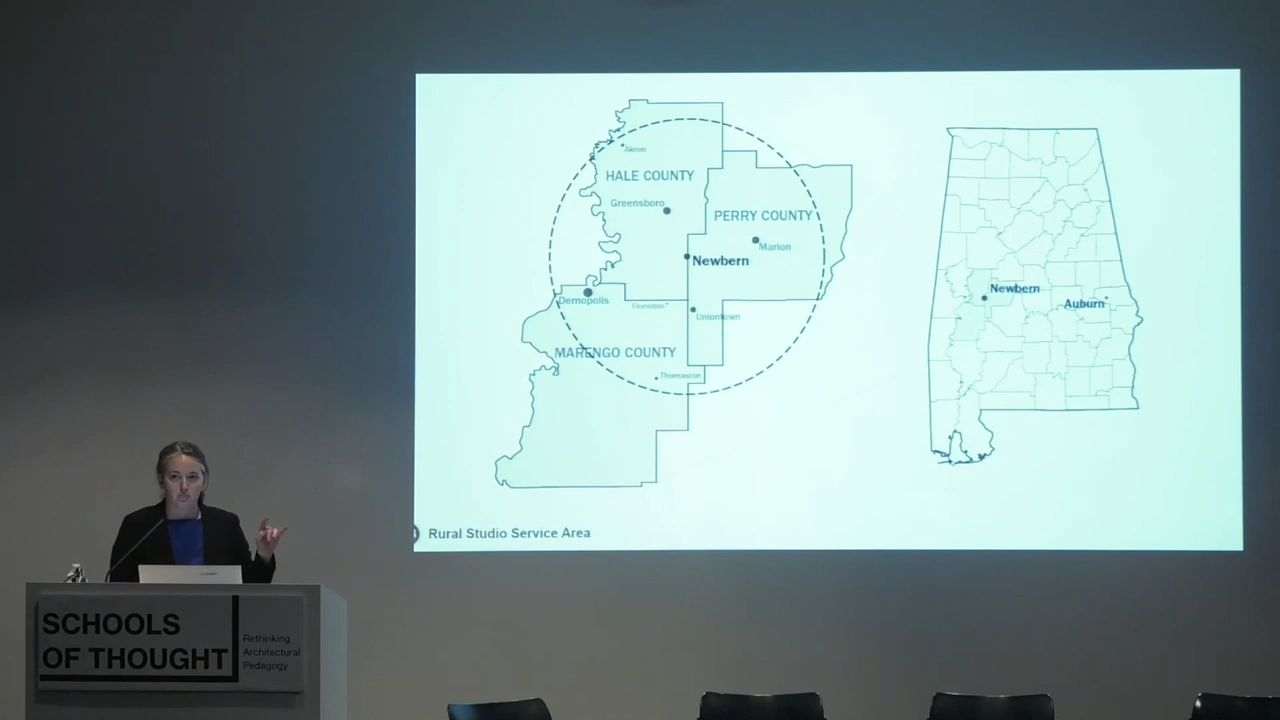 Akron
HALE COUNTY
Greensboro
PERRY COUNTY
Marion
Newbern
Demopolis
Uniontown
MARENGO COUNTY
Thomaston
Newbern
Auburn
Rural Studio Service Area
SCHOOLS
OF THOUGHT
Rethinking
Architectural
Pedagogy